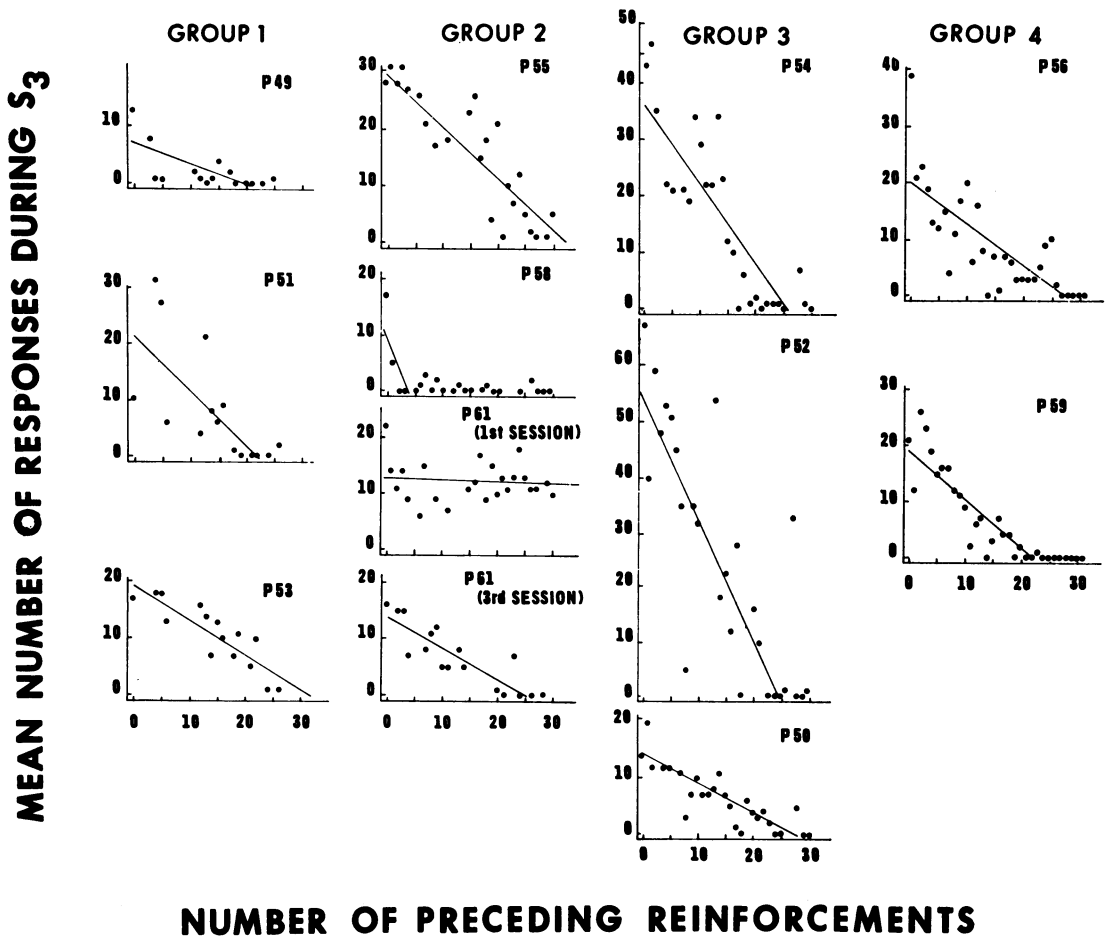 MEAN NUMBER OF RESPONSES DURING S3
GROUP 1
P49
10
0
P51
30
20
10
0
P53
20
10
0
0 10 20 30
GROUP 2
P55
30
20
10
0
P58
20
10
0
P61
(1st SESSION)
20
10
0
P61
(3rd SESSION)
20
10
0
0 10 20 30
GROUP 3
P54
50
40
30
20
10
0
P52
60
50
40
30
20
10
0
P50
20
10
0
0 10 20 30
GROUP 4
P56
40
30
20
10
0
P59
30
20
10
0
0 10 20 30
NUMBER OF PRECEDING REINFORCEMENTS